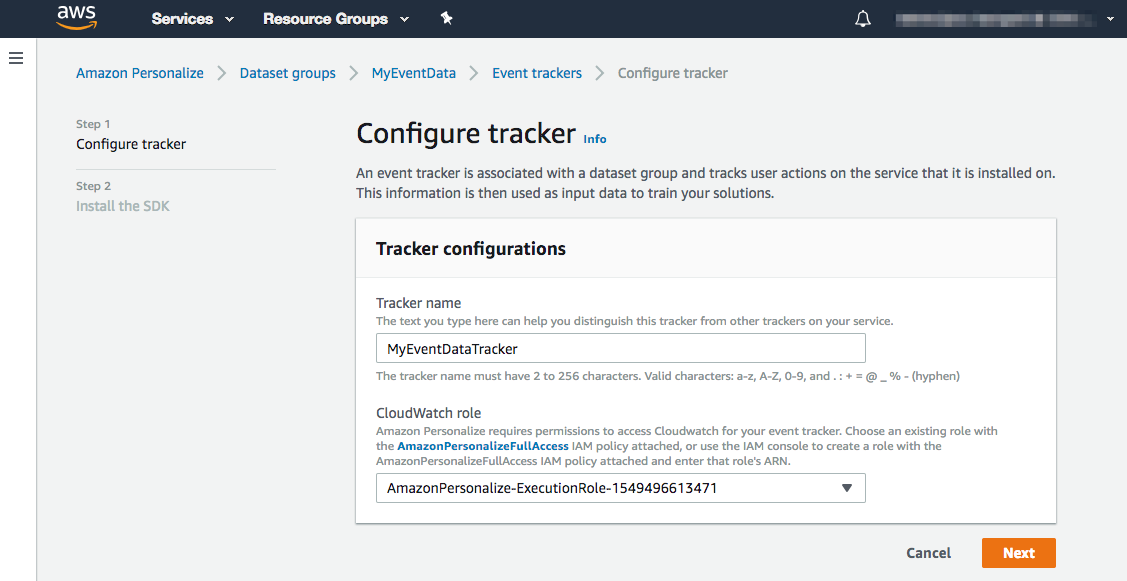 aws Services Resource Groups
Amazon Personalize Dataset groups MyEventData Event trackers Configure tracker
Step 1
Configure tracker
Step 2
Install the SDK
Configure tracker Info
An event tracker is associated with a dataset group and tracks user actions on the service that it is installed on.
This information is then used as input data to train your solutions.
Tracker configurations
Tracker name
The text you type here can help you distinguish this tracker from other trackers on your service.
MyEventDataTracker
The tracker name must have 2 to 256 characters. Valid characters: a-z, A-Z, 0-9, and . : + = @ _ % - (hyphen)
CloudWatch role
Amazon Personalize requires permissions to access Cloudwatch for your event tracker. Choose an existing role with
the AmazonPersonalizeFullAccess IAM policy attached, or use the IAM console to create a role with the
AmazonPersonalizeFullAccess IAM policy attached and enter that role's ARN.
AmazonPersonalize-ExecutionRole-1549496613471
Cancel Next